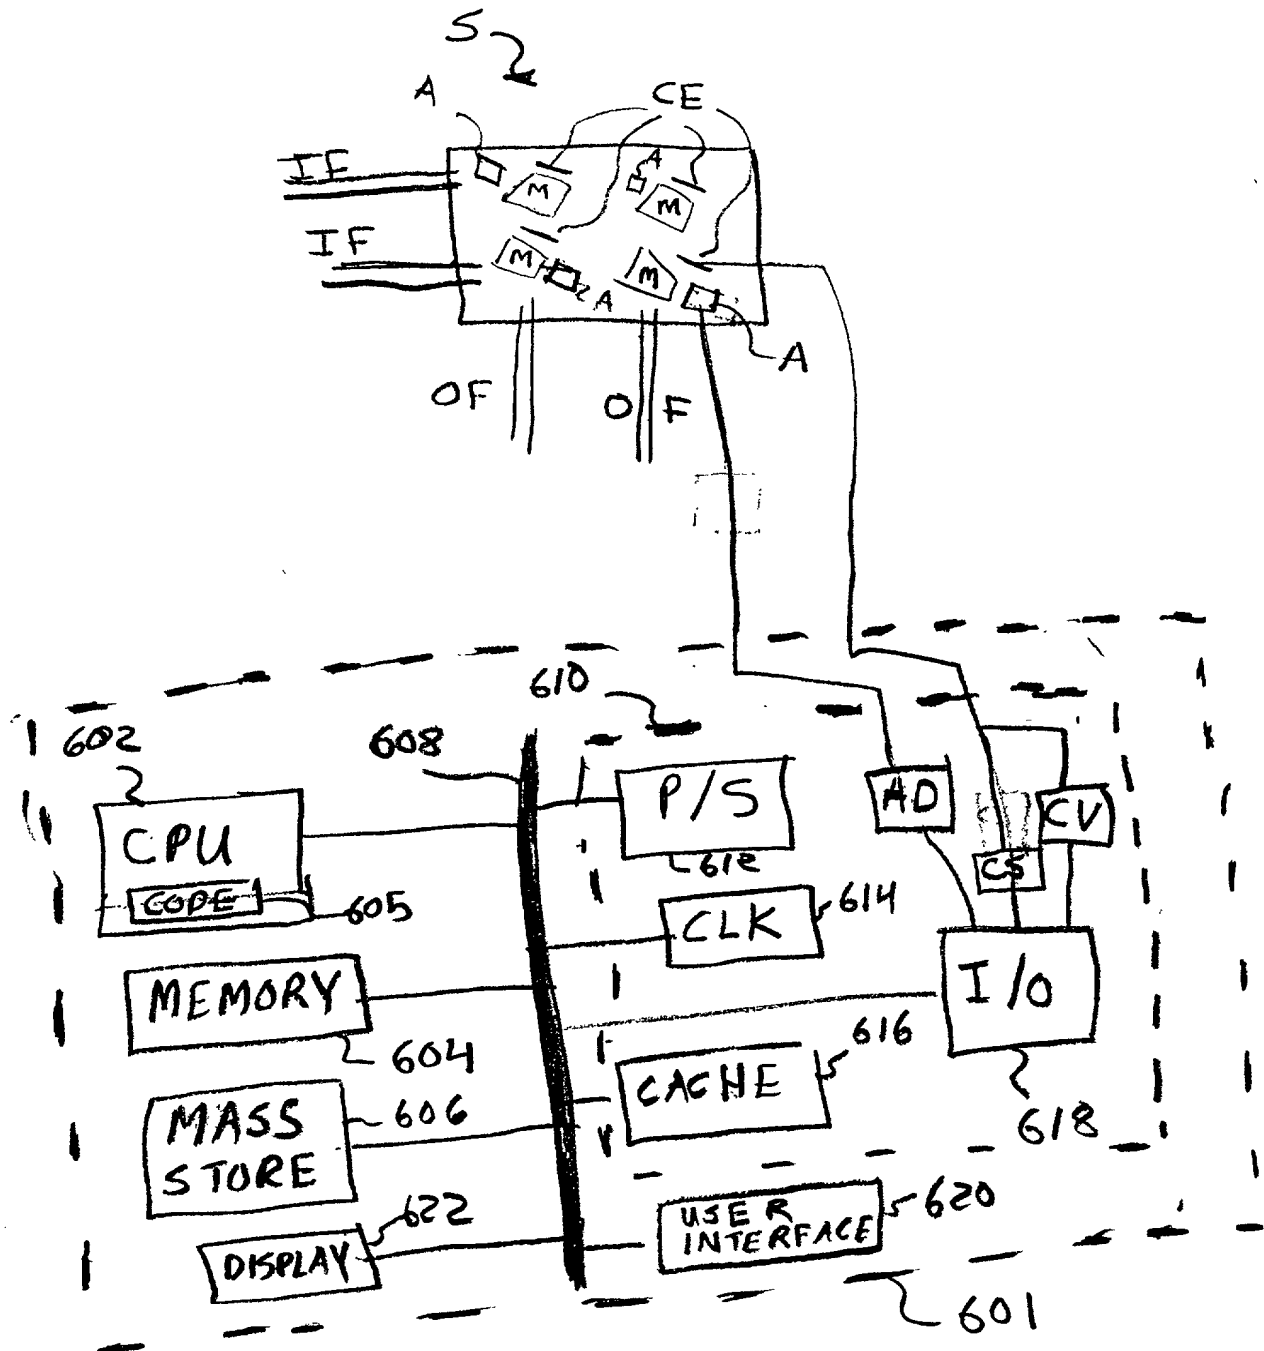 S
A
CE
IF
A
M
M
IF
M
M
A
A
OF
OF
610
602
608
P/S
AD
CV
CPU
612
CS
CODE
605
614
CLK
I/O
MEMORY
604
616
CACHE
MASS
STORE
606
618
622
620
USER
INTERFACE
DISPLAY
601